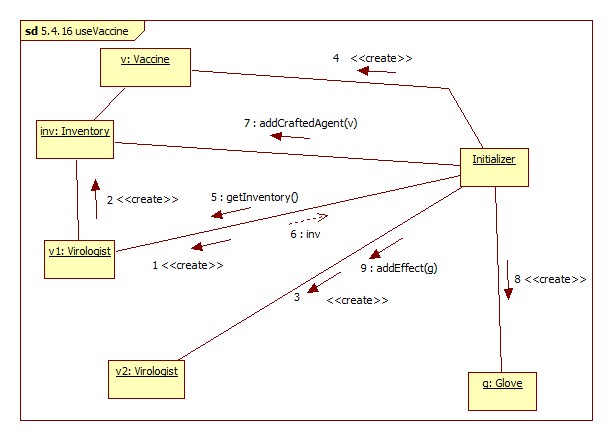 sd 5.4.16 useVaccine
v: Vaccine
4 <<create>>
inv: Inventory
7 : addCraftedAgent(v)
Initializer
2 <<create>>
5 : getInventory()
6 : inv
v1: Virologist
1 <<create>>
9 : addEffect(g)
8 <<create>>
3 <<create>>
v2: Virologist
g: Glove